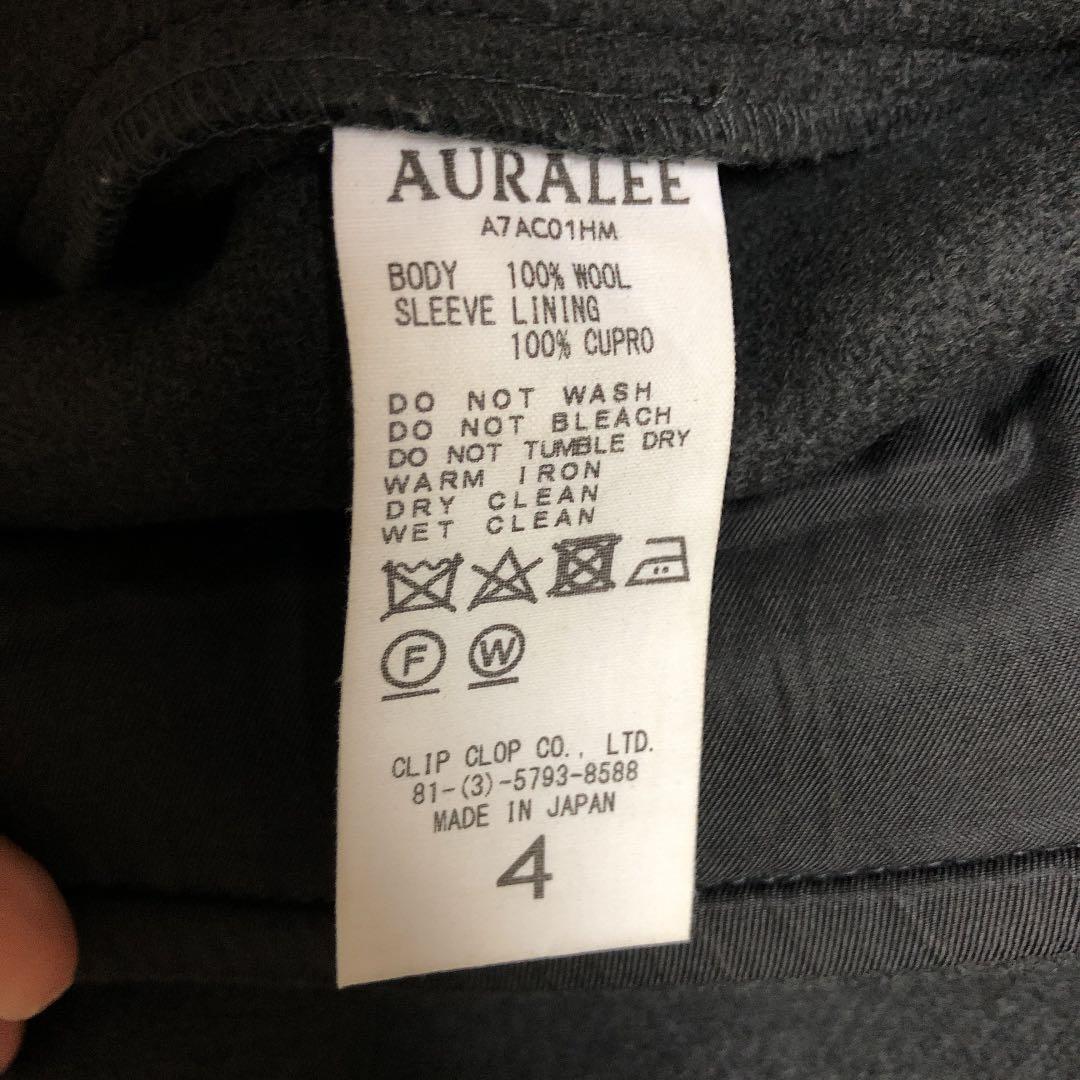 AURALEE
A7AC01HM
BODY 100% WOOL
SLEEVE LINING
100% CUPRO
DO NOT WASH
DO NOT BLEACH
DO NOT TUMBLE DRY
WARM IRON
DRY CLEAN
WET CLEAN
F W
CLIP CLOP CO., LTD.
81-(3)-5793-8588
MADE IN JAPAN
4